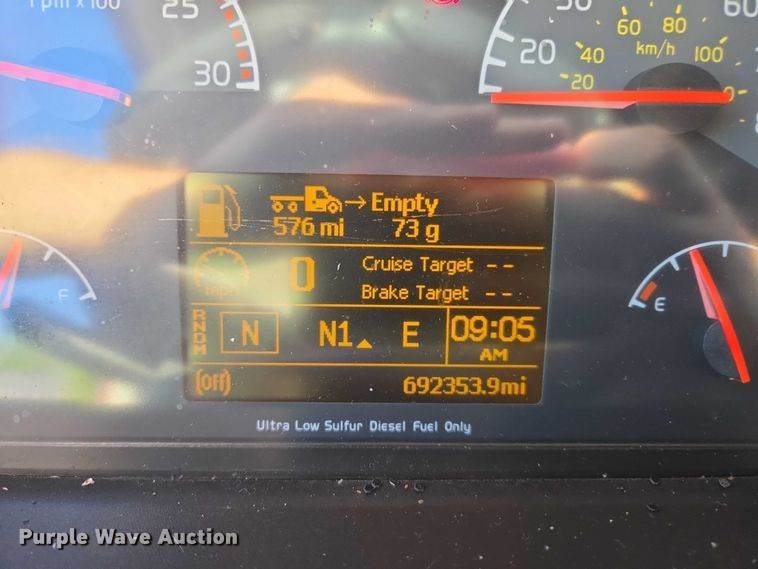 rpm x 100
25
30
50
60
20
60
80
40
km/h
100
20
0
Empty
576 mi 73 g
0
Cruise Target - -
Brake Target - -
RNDM
N N1 E 09:05
AM
(Off) 692353.9mi
F
E
Ultra Low Sulfur Diesel Fuel Only
Purple Wave Auction